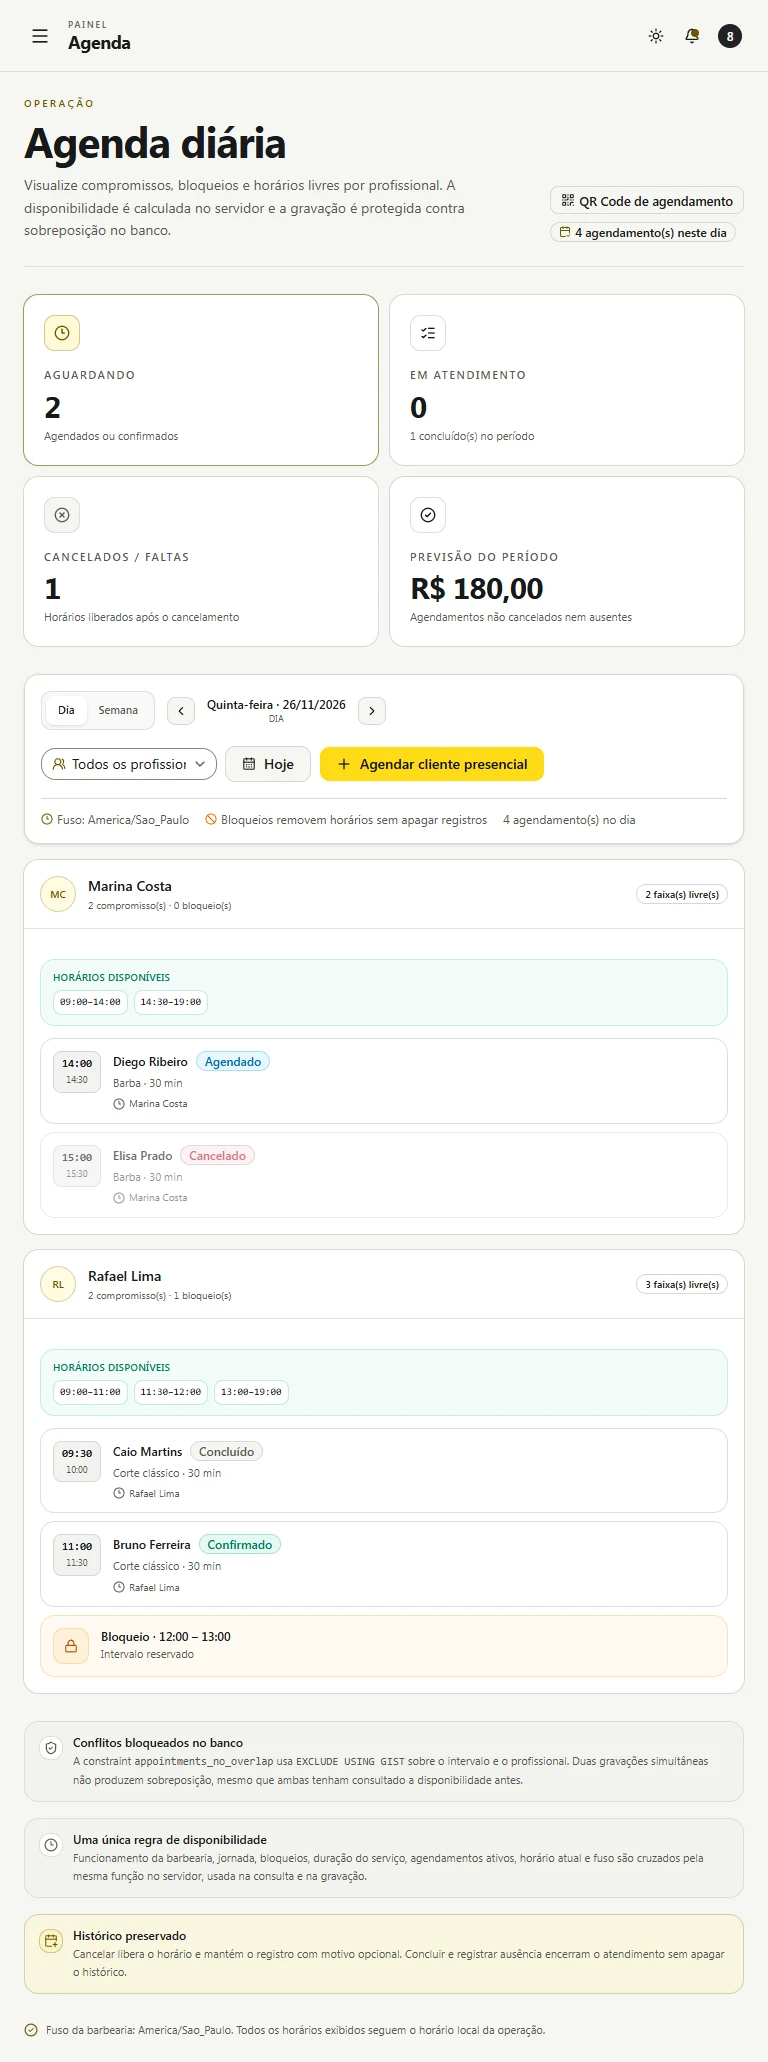 PAINEL
Agenda
8
OPERAÇÃO
Agenda diária
Visualize compromissos, bloqueios e horários livres por profissional. A
disponibilidade é calculada no servidor e a gravação é protegida contra
sobreposição no banco.
QR Code de agendamento
4 agendamento(s) neste dia
AGUARDANDO
2
Agendados ou confirmados
EM ATENDIMENTO
0
1 concluído(s) no período
CANCELADOS / FALTAS
1
Horários liberados após o cancelamento
PREVISÃO DO PERÍODO
R$ 180,00
Agendamentos não cancelados nem ausentes
Dia
Semana
Quinta-feira · 26/11/2026
DIA
Todos os profission
Hoje
Agendar cliente presencial
Fuso: America/Sao_Paulo
Bloqueios removem horários sem apagar registros
4 agendamento(s) no dia
MC
Marina Costa
2 compromisso(s) · 0 bloqueio(s)
2 faixa(s) livre(s)
HORÁRIOS DISPONÍVEIS
09:00–14:00
14:30–19:00
14:00
14:30
Diego Ribeiro
Agendado
Barba · 30 min
Marina Costa
15:00
15:30
Elisa Prado
Cancelado
Barba · 30 min
Marina Costa
RL
Rafael Lima
2 compromisso(s) · 1 bloqueio(s)
3 faixa(s) livre(s)
HORÁRIOS DISPONÍVEIS
09:00–11:00
11:30–12:00
13:00–19:00
09:30
10:00
Caio Martins
Concluído
Corte clássico · 30 min
Rafael Lima
11:00
11:30
Bruno Ferreira
Confirmado
Corte clássico · 30 min
Rafael Lima
Bloqueio · 12:00 – 13:00
Intervalo reservado
Conflitos bloqueados no banco
A constraint appointments_no_overlap usa EXCLUDE USING GIST sobre o intervalo e o profissional. Duas gravações simultâneas
não produzem sobreposição, mesmo que ambas tenham consultado a disponibilidade antes.
Uma única regra de disponibilidade
Funcionamento da barbearia, jornada, bloqueios, duração do serviço, agendamentos ativos, horário atual e fuso são cruzados pela
mesma função no servidor, usada na consulta e na gravação.
Histórico preservado
Cancelar libera o horário e mantém o registro com motivo opcional. Concluir e registrar ausência encerram o atendimento sem apagar
o histórico.
Fuso da barbearia: America/Sao_Paulo. Todos os horários exibidos seguem o horário local da operação.